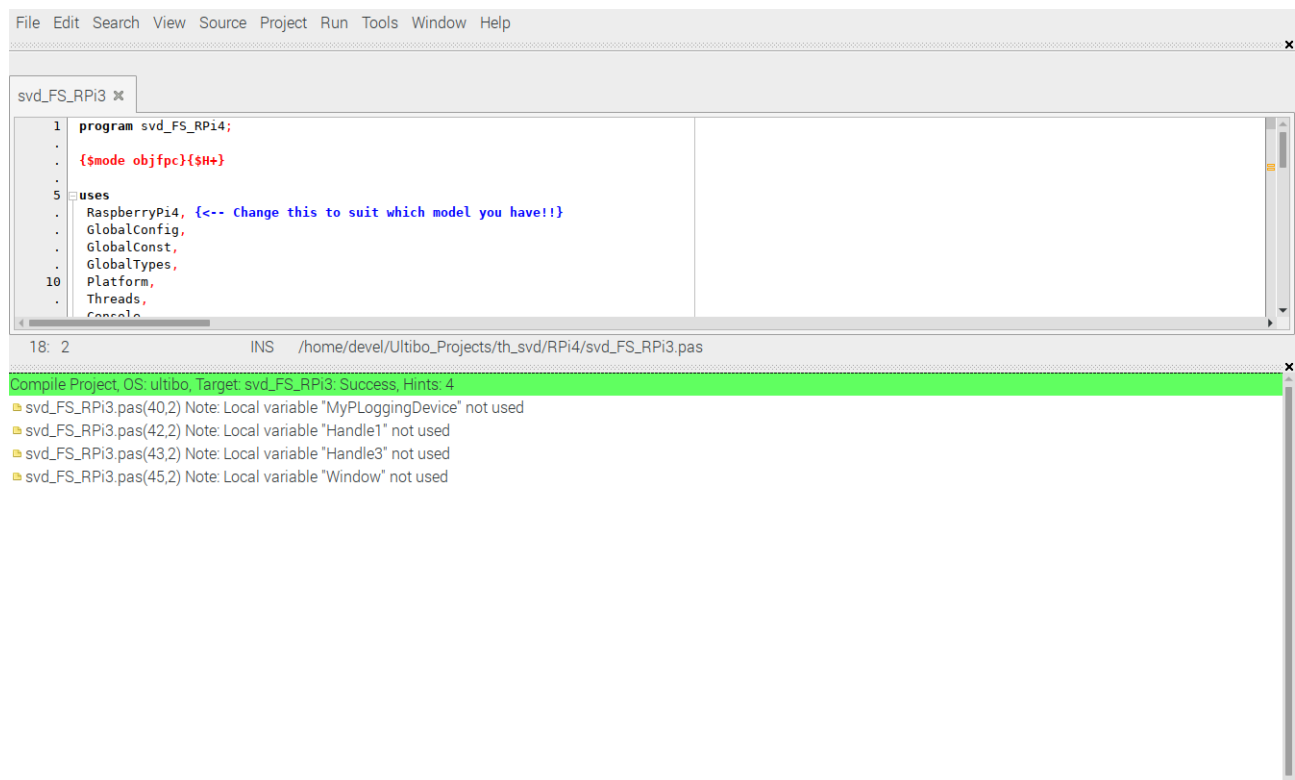 File Edit Search View Source Project Run Tools Window Help
svd_FS_RPi3
1 program svd_FS_RPi4;
.
. {$mode objfpc}{$H+}
.
5 uses
. RaspberryPi4, {<-- Change this to suit which model you have!!}
. GlobalConfig,
. GlobalConst,
. GlobalTypes,
10 Platform,
. Threads,
Console
18: 2 INS /home/devel/Ultibo_Projects/th_svd/RPi4/svd_FS_RPi3.pas
Compile Project, OS: ultibo, Target: svd_FS_RPi3: Success, Hints: 4
svd_FS_RPi3.pas(40,2) Note: Local variable "MyPLoggingDevice" not used
svd_FS_RPi3.pas(42,2) Note: Local variable "Handle1" not used
svd_FS_RPi3.pas(43,2) Note: Local variable "Handle3" not used
svd_FS_RPi3.pas(45,2) Note: Local variable "Window" not used